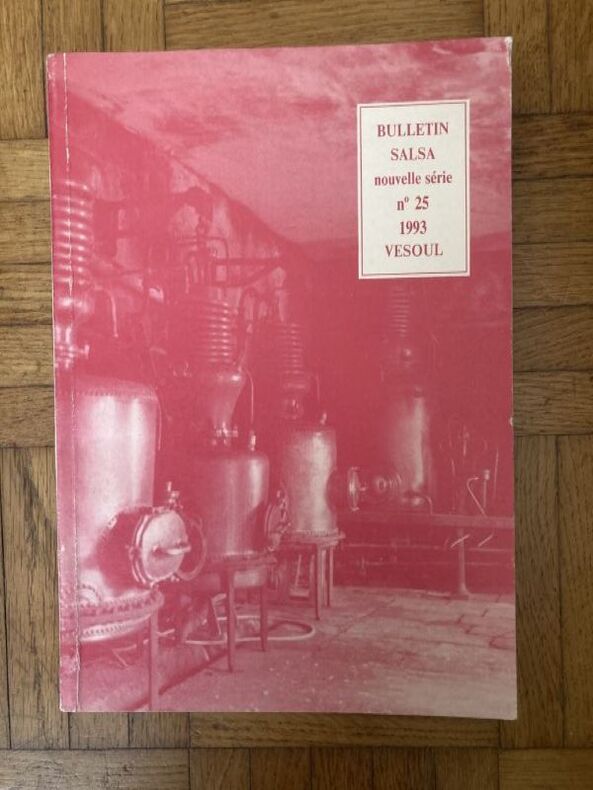 BULLETIN
SALSA
nouvelle série
n° 25
1993
VESOUL